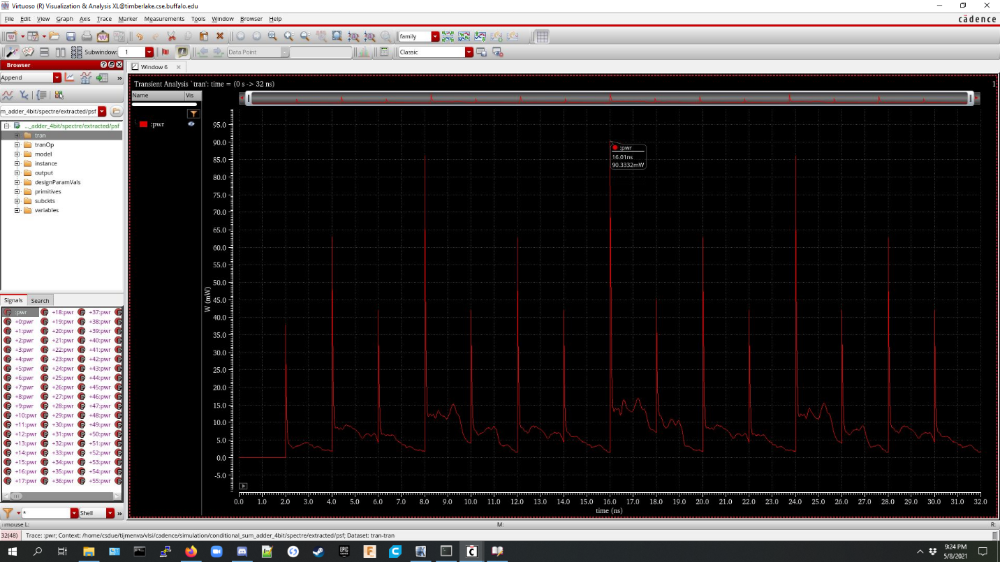 Virtuoso (R) Visualization & Analysis XL@timberlake.cse.buffalo.edu
File Edit View Graph Axis Trace Marker Measurements Tools Window Browser Help
cādence
family
Subwindow: 1 Data Point Classic
Browser
Window 6
Append
Transient Analysis `tran': time = (0 s -> 32 ns)
1
Name Vis
m_adder_4bit/spectre/extracted/psf
..._adder_4bit/spectre/extracted/psf
:pwr
tran
tranOp
model
instance
output
designParamVals
primitives
subckts
variables
:pwr
16.01ns
90.3332mW
95.0
90.0
85.0
80.0
75.0
70.0
65.0
60.0
55.0
50.0
45.0
40.0
35.0
30.0
25.0
20.0
15.0
10.0
5.0
0.0
-5.0
W (mW)
0.0 1.0 2.0 3.0 4.0 5.0 6.0 7.0 8.0 9.0 10.0 11.0 12.0 13.0 14.0 15.0 16.0 17.0 18.0 19.0 20.0 21.0 22.0 23.0 24.0 25.0 26.0 27.0 28.0 29.0 30.0 31.0 32.0
time (ns)
Signals Search
:pwr +18:pwr +37:pwr
+0:pwr +19:pwr +38:pwr
+1:pwr +20:pwr +39:pwr
+2:pwr +21:pwr +40:pwr
+3:pwr +22:pwr +41:pwr
+4:pwr +23:pwr +42:pwr
+5:pwr +24:pwr +43:pwr
+6:pwr +25:pwr +44:pwr
+7:pwr +26:pwr +45:pwr
+8:pwr +27:pwr +46:pwr
+9:pwr +28:pwr +47:pwr
+10:pwr +29:pwr +48:pwr
+11:pwr +30:pwr +49:pwr
+12:pwr +31:pwr +50:pwr
+13:pwr +32:pwr +51:pwr
+14:pwr +33:pwr +52:pwr
+15:pwr +34:pwr +53:pwr
+16:pwr +35:pwr +54:pwr
+17:pwr +36:pwr +55:pwr
* Shell
mouse L: M: R:
32(48) Trace: :pwr; Context: /home/csdue/tijmenva/vlsi/cadence/simulation/conditional_sum_adder_4bit/spectre/extracted/psf; Dataset: tran-tran
EPIC
9:24 PM
5/8/2021